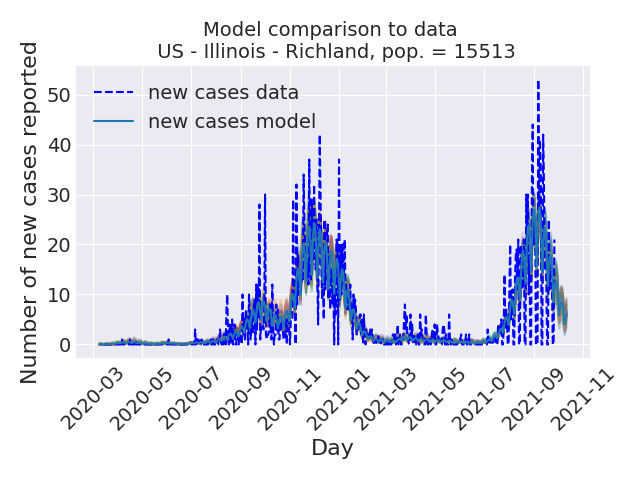 Model comparison to data
US - Illinois - Richland, pop. = 15513
Number of new cases reported
50
40
30
20
10
0
new cases data
new cases model
2020-03
2020-05
2020-07
2020-09
2020-11
2021-01
2021-03
2021-05
2021-07
2021-09
2021-11
Day